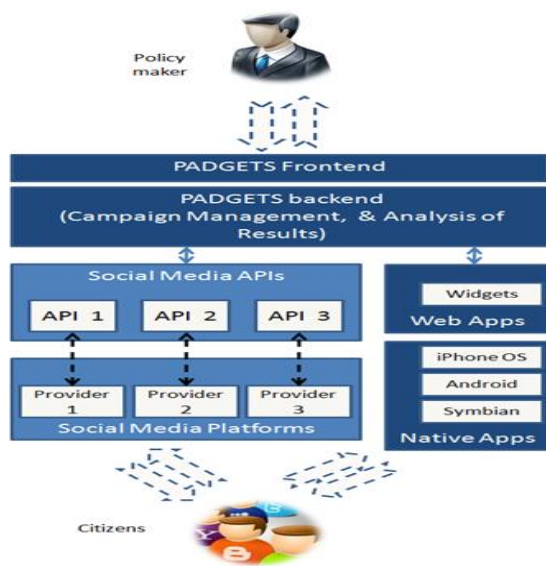 Policy
maker
PADGETS Frontend
PADGETS backend
(Campaign Management, & Analysis of
Results)
Social Media APIs
API 1
API 2
API 3
Provider
1
Provider
2
Provider
3
Social Media Platforms
Widgets
Web Apps
iPhone OS
Android
Symbian
Native Apps
Citizens